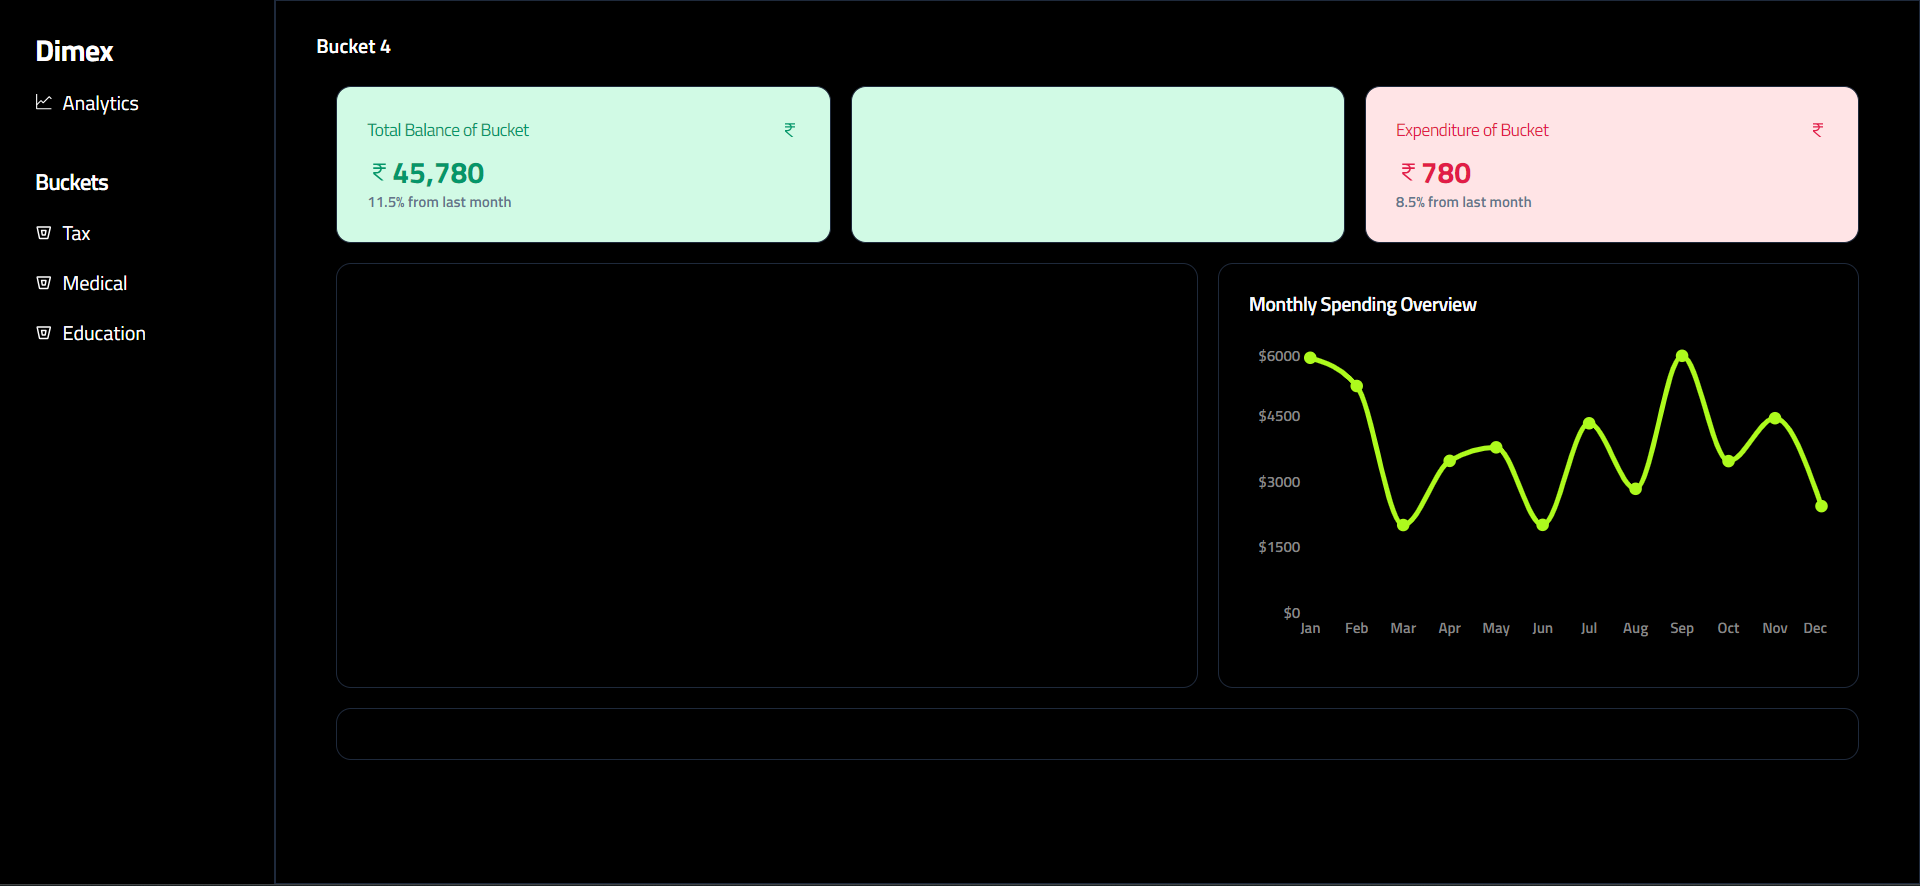 Dimex
Analytics
Buckets
Tax
Medical
Education
Bucket 4
Total Balance of Bucket ₹
₹ 45,780
11.5% from last month
Expenditure of Bucket ₹
₹ 780
8.5% from last month
Monthly Spending Overview
$6000
$4500
$3000
$1500
$0
Jan Feb Mar Apr May Jun Jul Aug Sep Oct Nov Dec